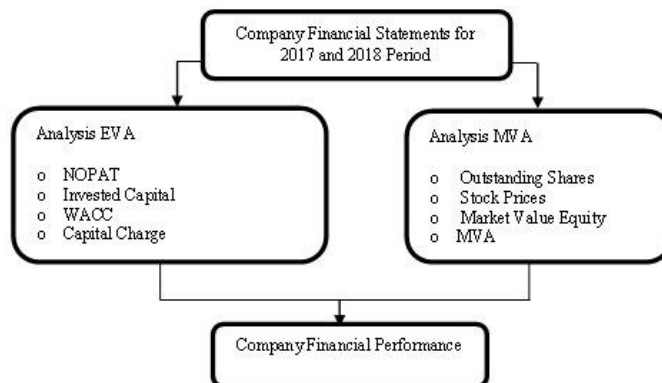 Company Financial Statements for
2017 and 2018 Period
Analysis EVA
o NOPAT
o Invested Capital
o WACC
o Capital Charge
Analysis MVA
o Outstanding Shares
o Stock Prices
o Market Value Equity
o MVA
Company Financial Performance